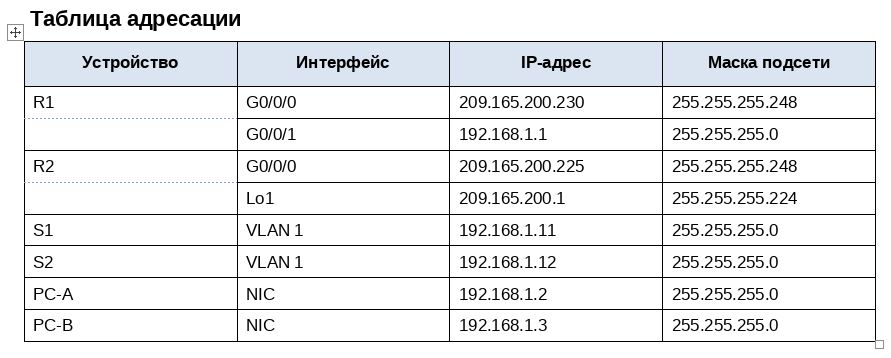 Таблица адресации
Устройство Интерфейс IP-адрес Маска подсети
R1 G0/0/0 209.165.200.230 255.255.255.248
G0/0/1 192.168.1.1 255.255.255.0
R2 G0/0/0 209.165.200.225 255.255.255.248
Lo1 209.165.200.1 255.255.255.224
S1 VLAN 1 192.168.1.11 255.255.255.0
S2 VLAN 1 192.168.1.12 255.255.255.0
PC-A NIC 192.168.1.2 255.255.255.0
PC-B NIC 192.168.1.3 255.255.255.0